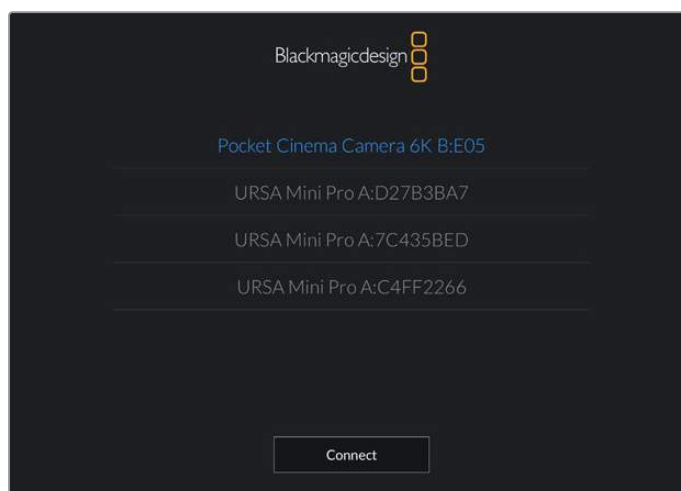 Blackmagicdesign
Pocket Cinema Camera 6K B:E05
URSA Mini Pro A:D27B3BA7
URSA Mini Pro A:7C435BED
URSA Mini Pro A:C4FF2266
Connect